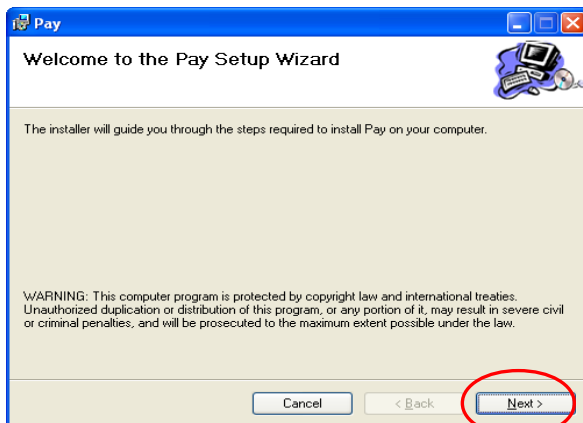 Pay
Welcome to the Pay Setup Wizard
The installer will guide you through the steps required to install Pay on your computer.
WARNING: This computer program is protected by copyright law and international treaties.
Unauthorized duplication or distribution of this program, or any portion of it, may result in severe civil
or criminal penalties, and will be prosecuted to the maximum extent possible under the law.
Cancel < Back Next >